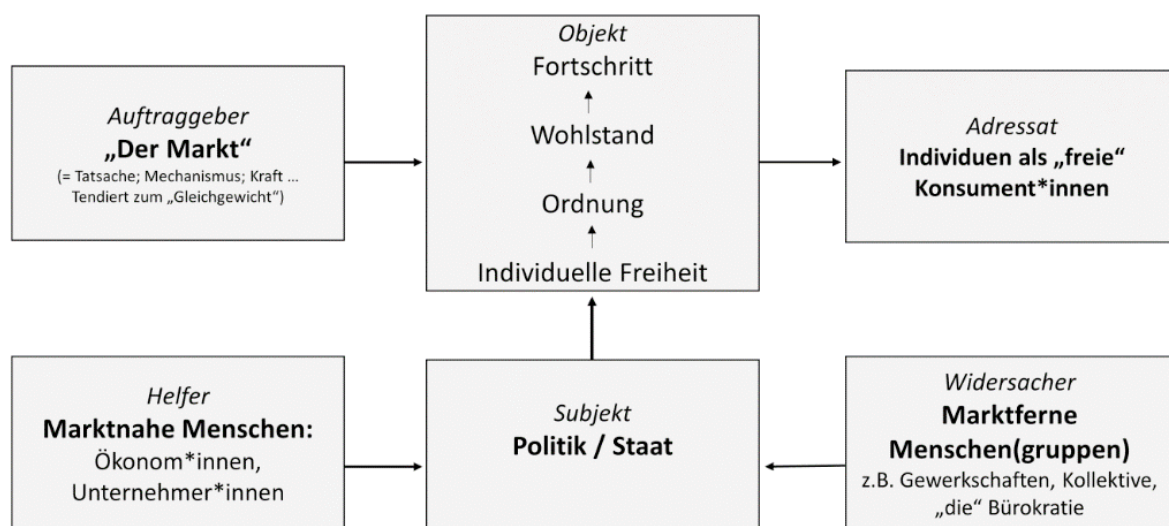 Auftraggeber
„Der Markt“
(= Tatsache; Mechanismus; Kraft ...
Tendiert zum „Gleichgewicht“)
Objekt
Fortschritt
Wohlstand
Ordnung
Individuelle Freiheit
Adressat
Individuen als „freie“
Konsument*innen
Helfer
Marktnahe Menschen:
Ökonom*innen,
Unternehmer*innen
Subjekt
Politik / Staat
Widersacher
Marktferne
Menschen(gruppen)
z.B. Gewerkschaften, Kollektive,
„die“ Bürokratie